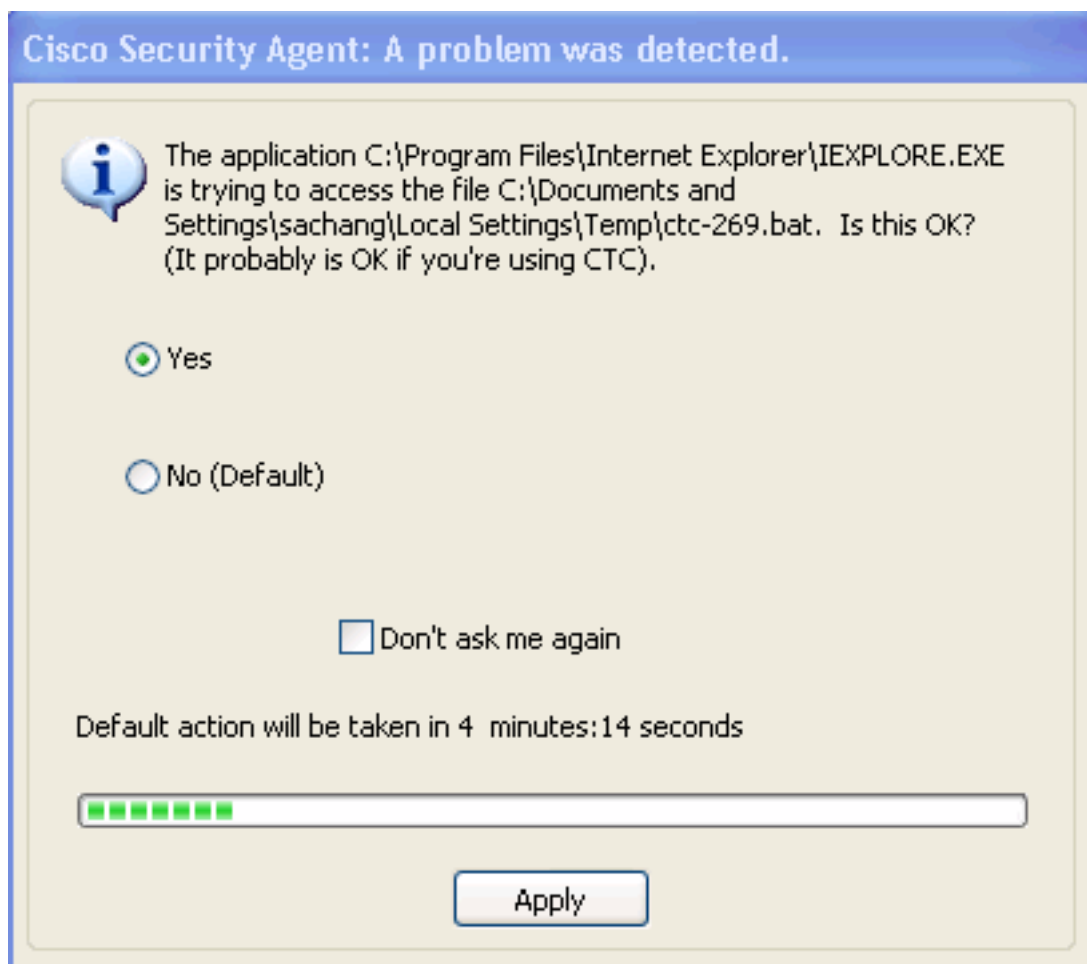 Cisco Security Agent: A problem was detected.
The application C:\Program Files\Internet Explorer\IEXPLORE.EXE
is trying to access the file C:\Documents and
Settings\sachang\Local Settings\Temp\ctc-269.bat.  Is this OK?
(It probably is OK if you're using CTC).
Yes
No (Default)
Don't ask me again
Default action will be taken in 4  minutes:14 seconds
Apply